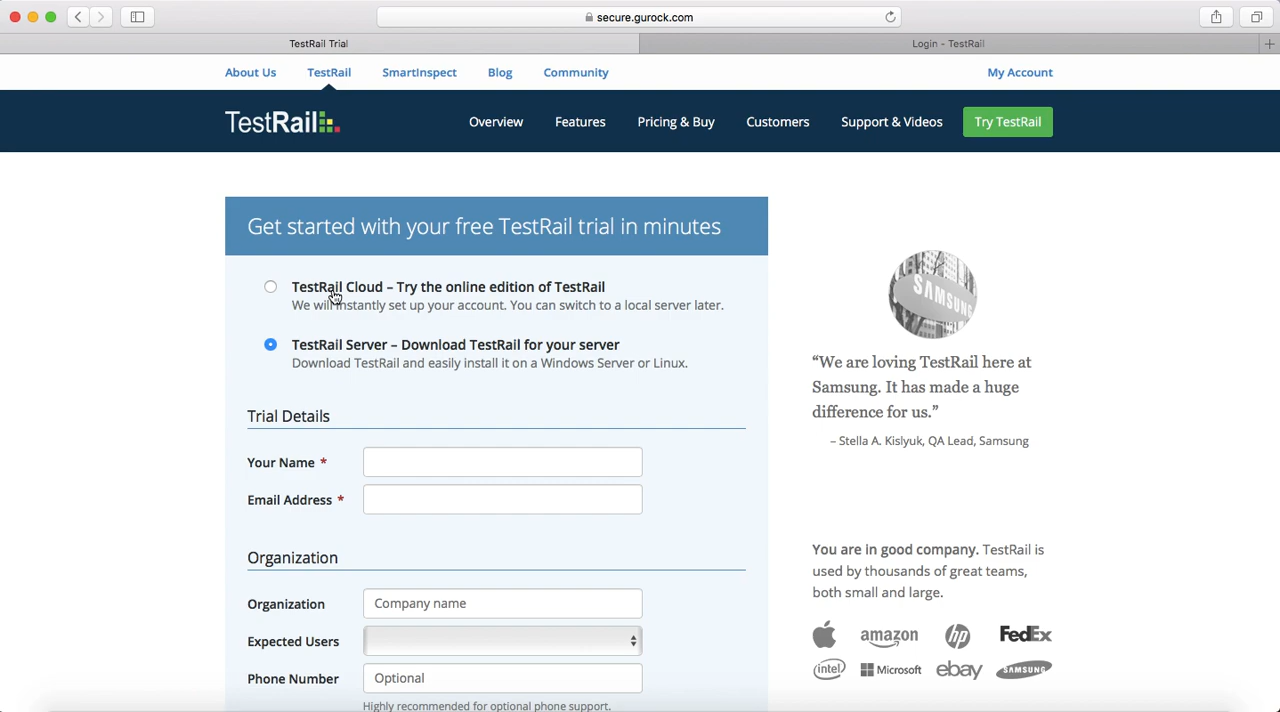 secure.gurock.com
TestRail Trial
Login - TestRail
About Us TestRail SmartInspect Blog Community My Account
TestRail Overview Features Pricing & Buy Customers Support & Videos Try TestRail
Get started with your free TestRail trial in minutes
TestRail Cloud – Try the online edition of TestRail
We will instantly set up your account. You can switch to a local server later.
TestRail Server – Download TestRail for your server
Download TestRail and easily install it on a Windows Server or Linux.
Trial Details
Your Name *
Email Address *
Organization
Organization Company name
Expected Users
Phone Number Optional
Highly recommended for optional phone support.
SAMSUNG
“We are loving TestRail here at
Samsung. It has made a huge
difference for us.”
– Stella A. Kislyuk, QA Lead, Samsung
You are in good company. TestRail is
used by thousands of great teams,
both small and large.
amazon hp FedEx
intel Microsoft ebay SAMSUNG